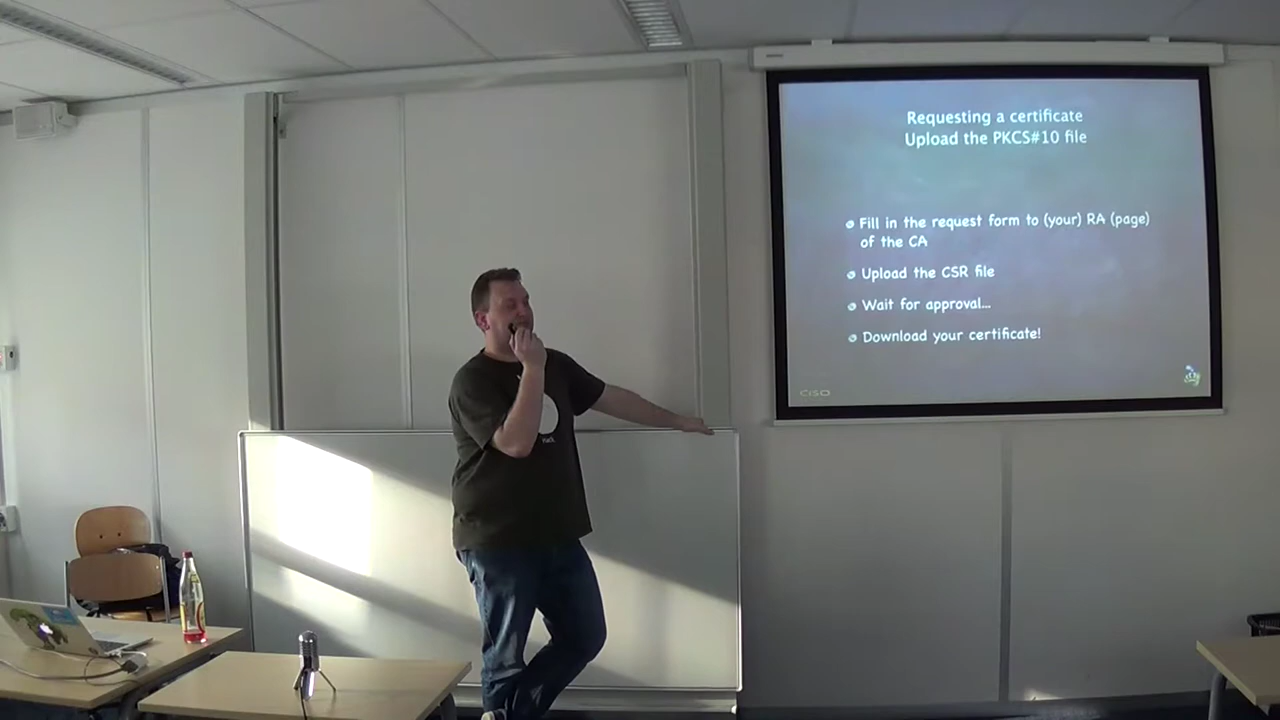 Requesting a certificate
Upload the PKCS#10 file
Fill in the request form to (your) RA (page)
of the CA
Upload the CSR file
Wait for approval...
Download your certificate!
Hack